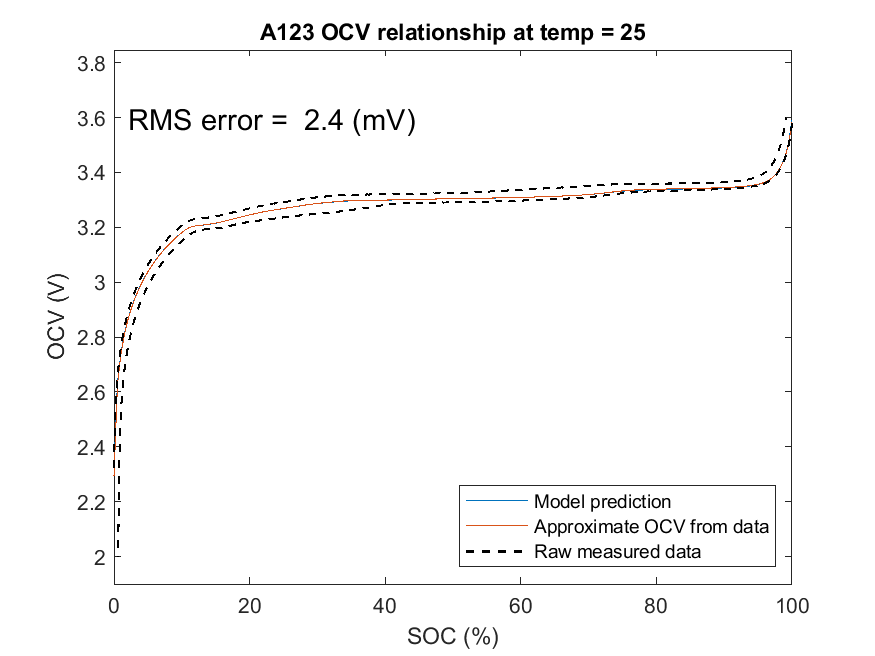 A123 OCV relationship at temp = 25
RMS error =  2.4 (mV)
3.8
3.6
3.4
3.2
3
2.8
2.6
2.4
2.2
2
OCV (V)
Model prediction
Approximate OCV from data
Raw measured data
0 20 40 60 80 100
SOC (%)